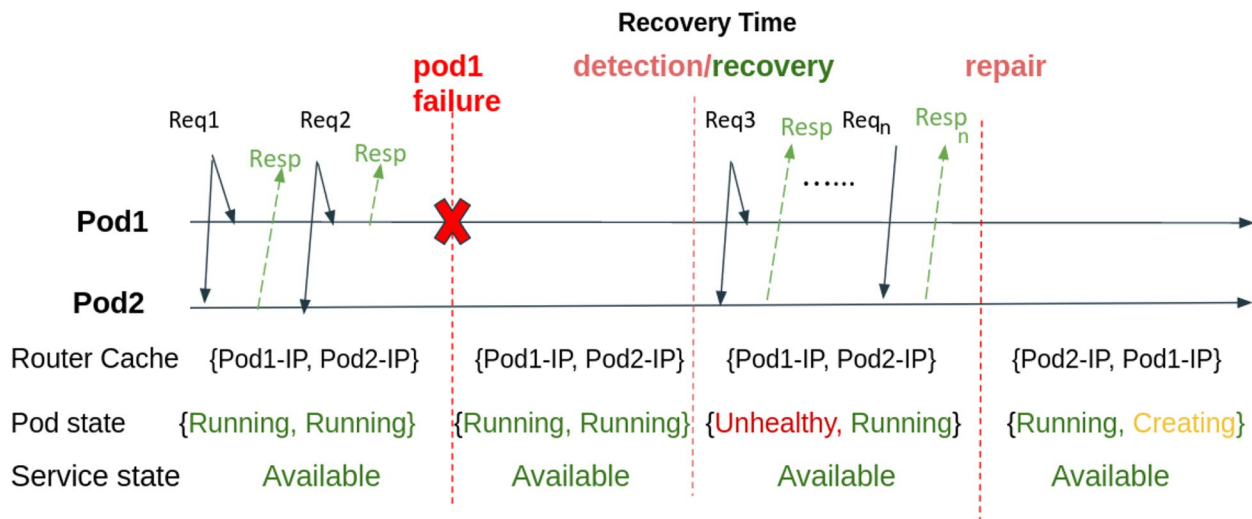 Recovery Time
pod1
failure
detection/recovery
repair
Req1
Req2
Req3
Resp
Reqn
Resp
n
Resp
Resp
......
Pod1
Pod2
Router Cache {Pod1-IP, Pod2-IP} {Pod1-IP, Pod2-IP} {Pod1-IP, Pod2-IP} {Pod2-IP, Pod1-IP}
Pod state {Running, Running} {Running, Running} {Unhealthy, Running} {Running, Creating}
Service state Available Available Available Available